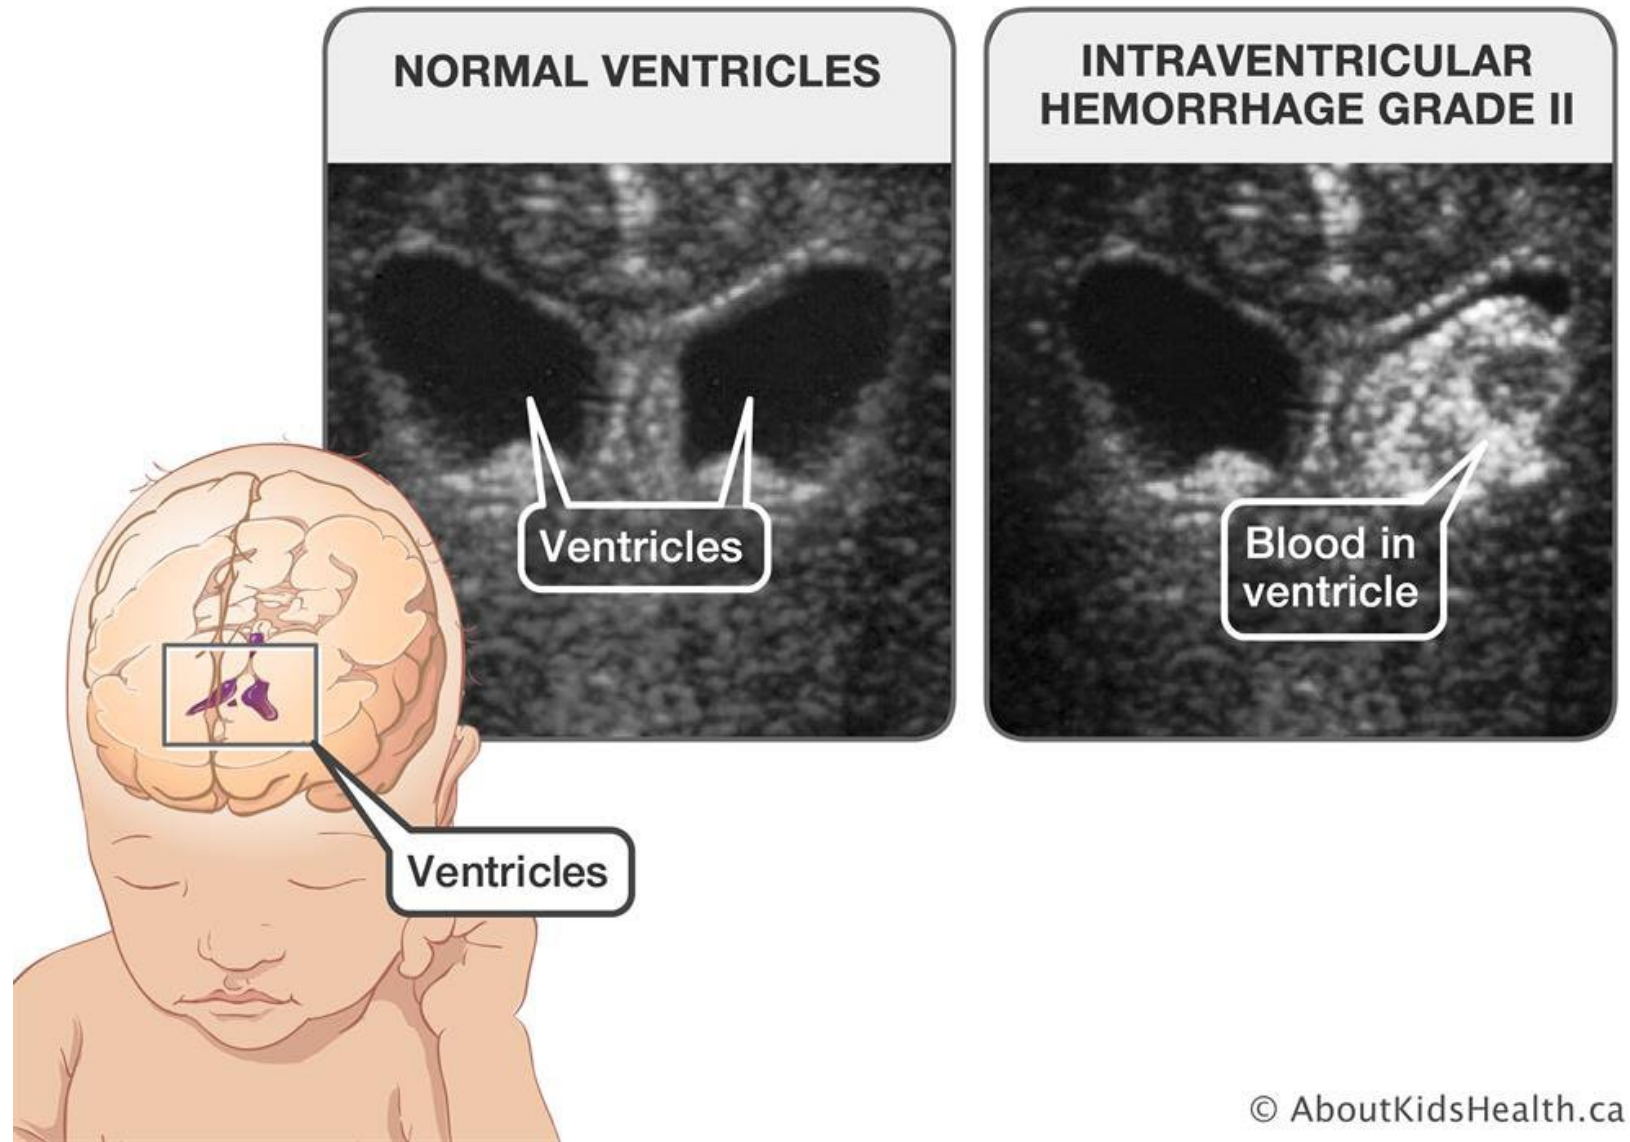 NORMAL VENTRICLES
INTRAVENTRICULAR
HEMORRHAGE GRADE II
Ventricles
Blood in
ventricle
Ventricles
© AboutKidsHealth.ca